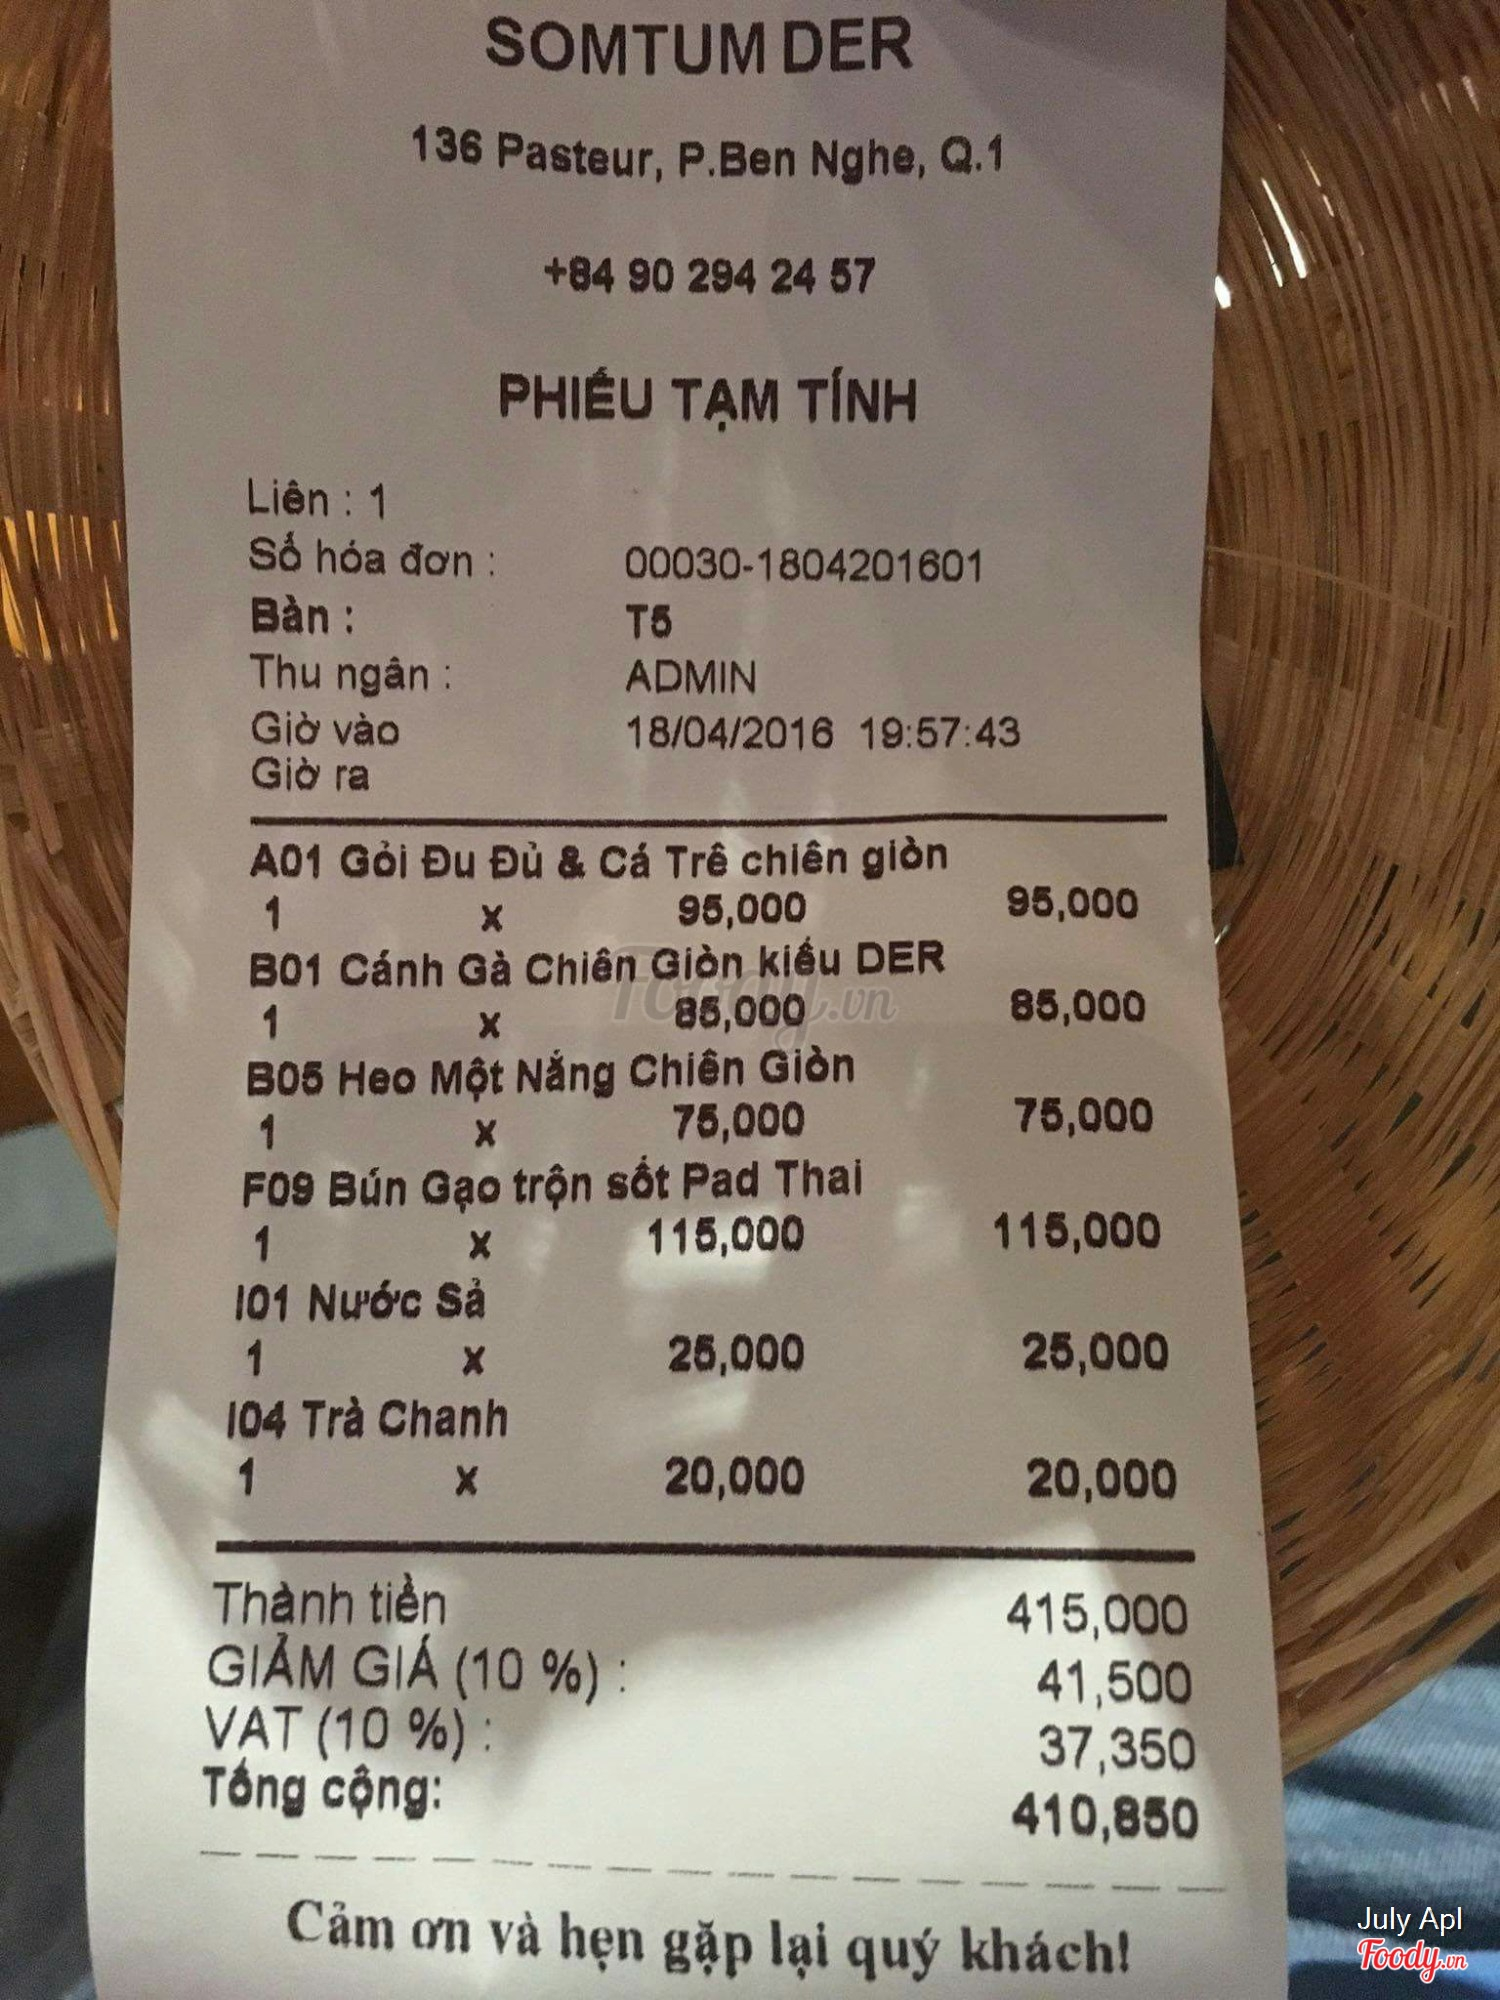 SOMTUM DER
136 Pasteur, P.Ben Nghe, Q.1
+84 90 294 24 57
PHIẾU TẠM TÍNH
Liên : 1
Số hóa đơn : 00030-1804201601
Bàn : T5
Thu ngân : ADMIN
Giờ vào 18/04/2016 19:57:43
Giờ ra
A01 Gỏi Đu Đủ & Cá Trê chiên giòn
1 x 95,000 95,000
B01 Cánh Gà Chiên Giòn kiểu DER
1 x 85,000 85,000
B05 Heo Một Nắng Chiên Giòn
1 x 75,000 75,000
F09 Bún Gạo trộn sốt Pad Thai
1 x 115,000 115,000
I01 Nước Sả
1 x 25,000 25,000
I04 Trà Chanh
1 x 20,000 20,000
Thành tiền 415,000
GIẢM GIÁ (10 %) : 41,500
VAT (10 %) : 37,350
Tổng cộng: 410,850
Cảm ơn và hẹn gặp lại quý khách!
Foody.vn
July Apl
Foody.vn